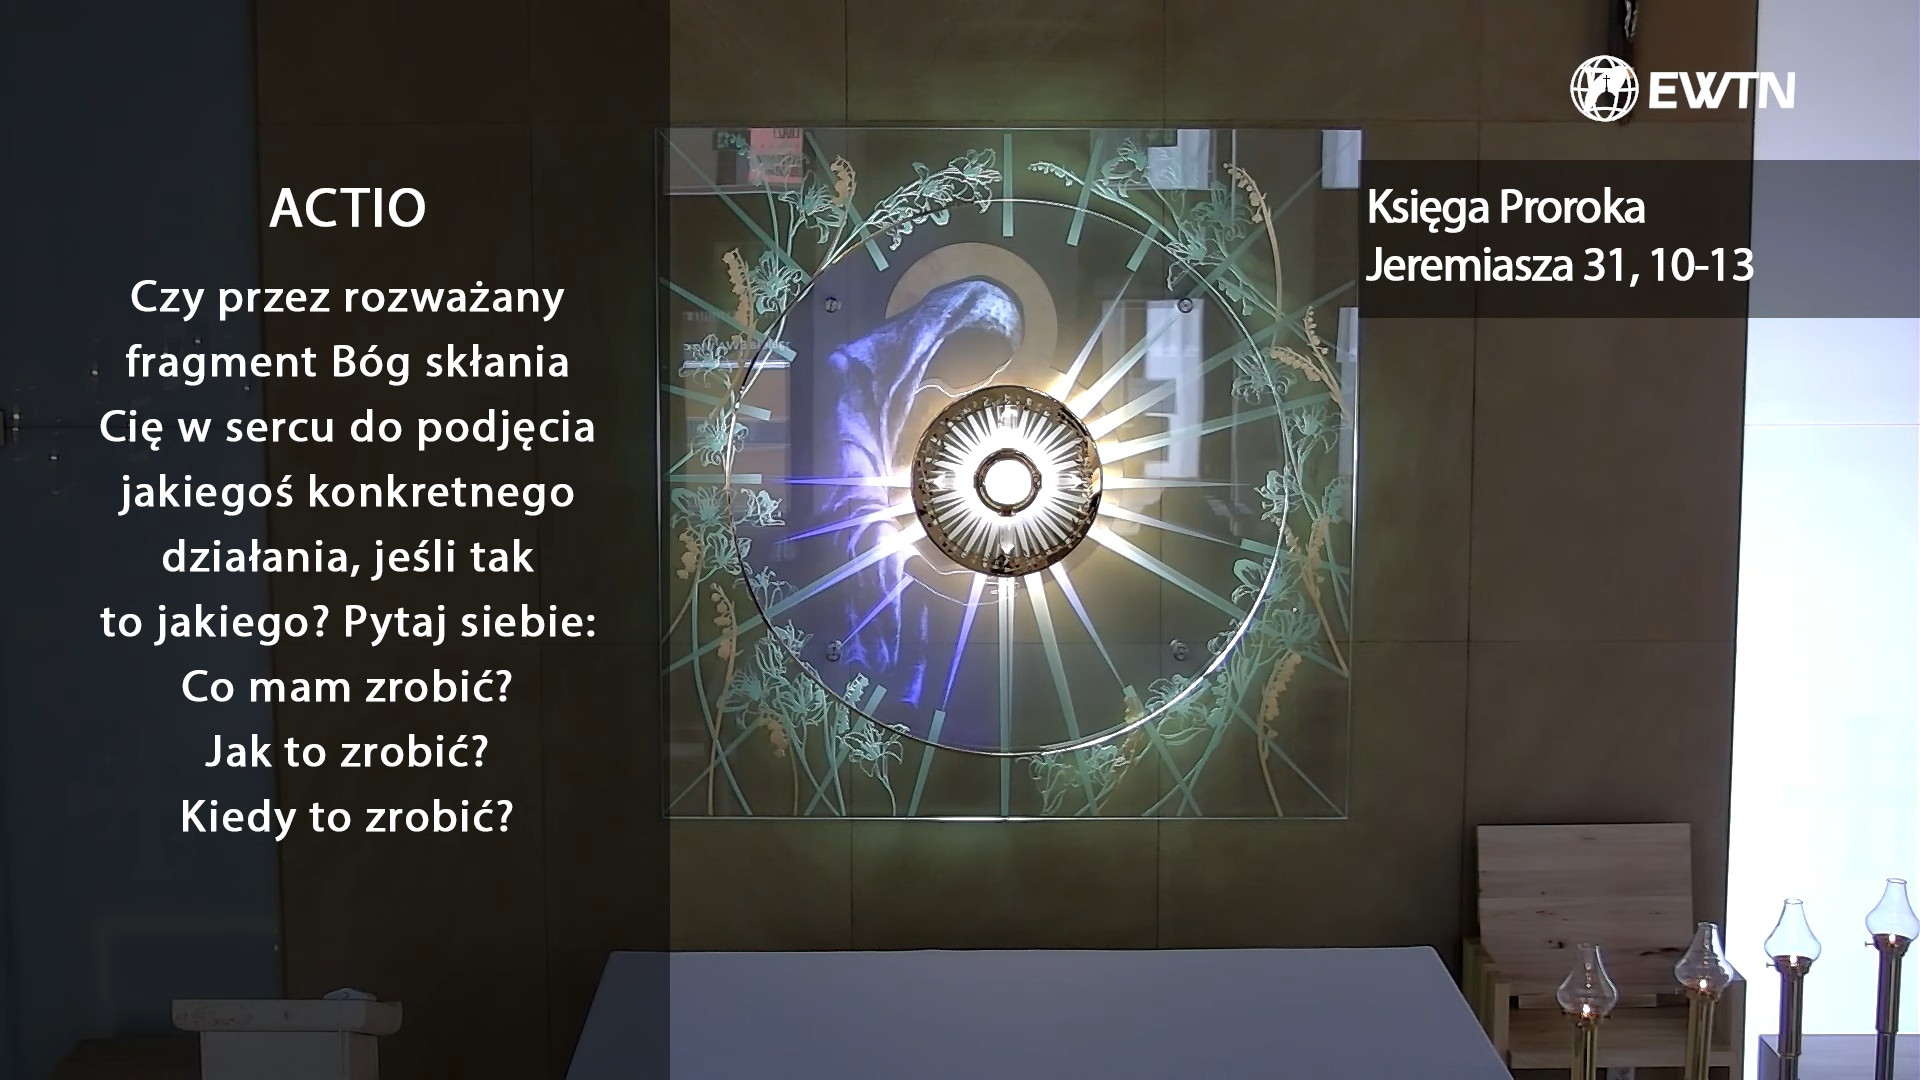 ACTIO
Czy przez rozważany
fragment Bóg skłania
Cię w sercu do podjęcia
jakiegoś konkretnego
działania, jeśli tak
to jakiego? Pytaj siebie:
Co mam zrobić?
Jak to zrobić?
Kiedy to zrobić?
EWTN
Księga Proroka
Jeremiasza 31, 10-13